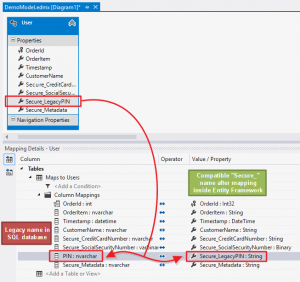 DemoModel.edmx [Diagram1]*
User
Properties
OrderId
OrderItem
Timestamp
CustomerName
Secure_CreditCard...
Secure_SocialSecu...
Secure_LegacyPIN
Secure_Metadata
Navigation Properties
Mapping Details - User
Column
Operator
Value / Property
Tables
Maps to Users
<Add a Condition>
Column Mappings
OrderId : int
OrderId : Int32
OrderItem : nvarchar
OrderItem : String
Timestamp : datetime
Timestamp : DateTime
CustomerName : nvarchar
CustomerName : String
Secure_CreditCardNumber : nvarchar
Secure_CreditCardNumber : String
Secure_SocialSecurityNumber : varbinary
Secure_SocialSecurityNumber : Binary
PIN : nvarchar
Secure_LegacyPIN : String
Secure_Metadata : nvarchar
Secure_Metadata : String
<Add a Table or View>
Legacy name in
SQL database
Compatible "Secure_"
name after mapping
inside Entity Framework